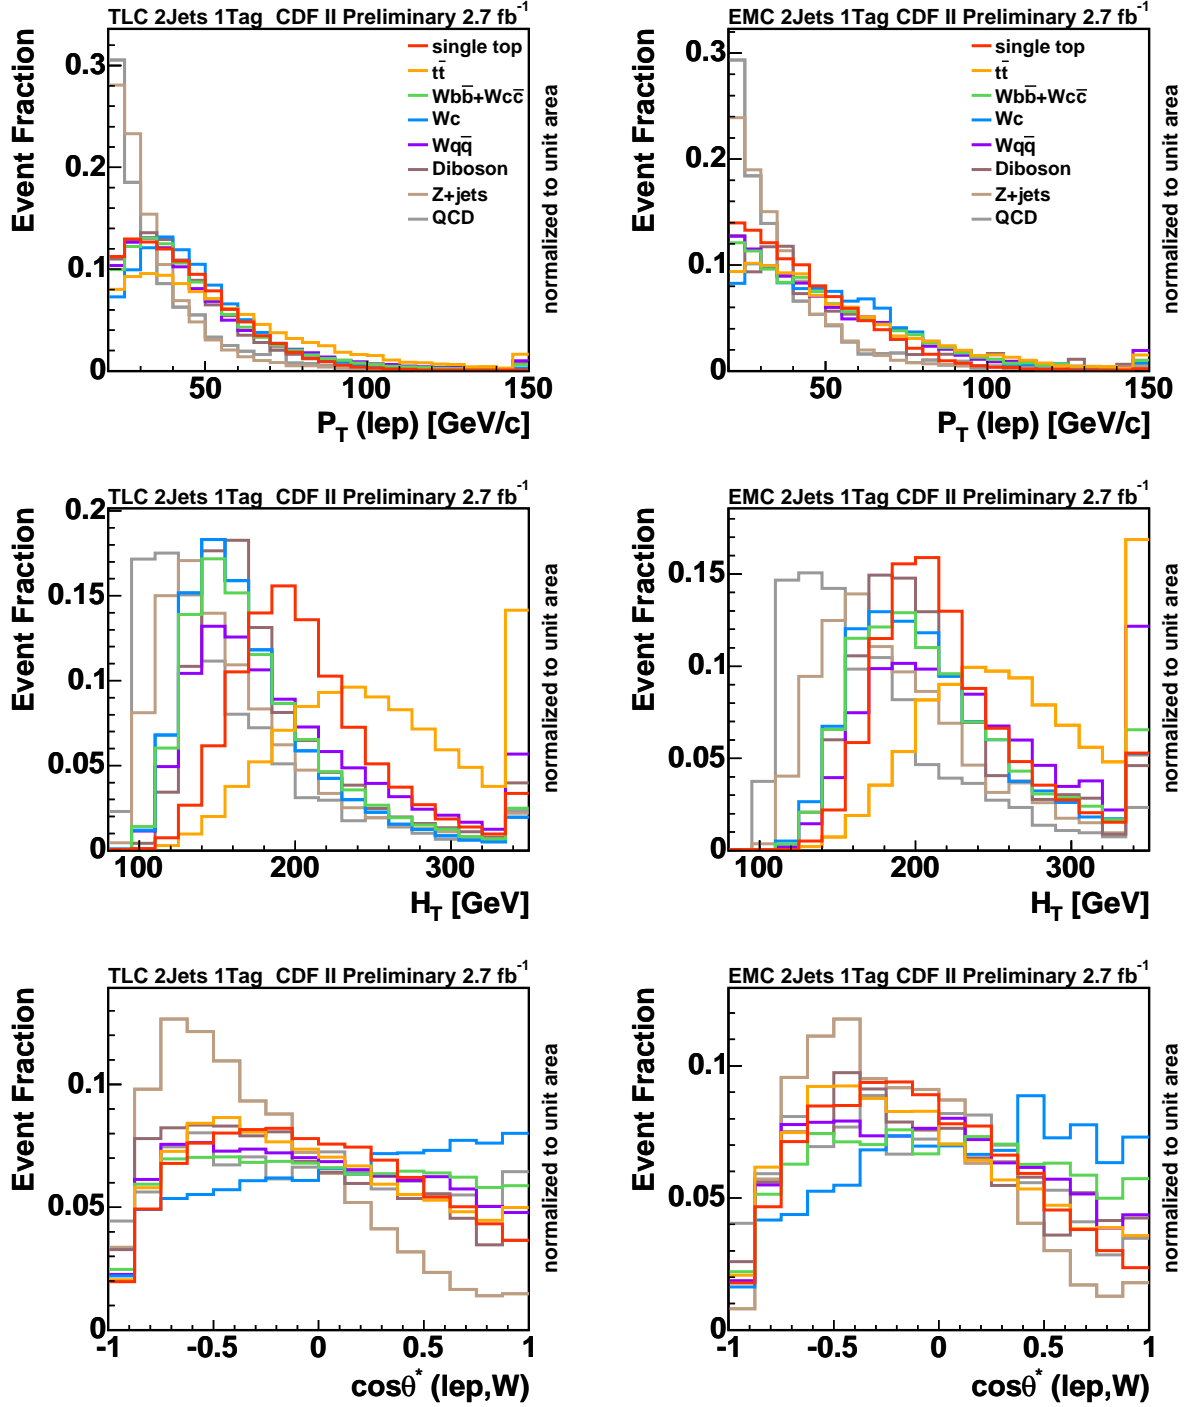 TLC 2Jets 1Tag CDF II Preliminary 2.7 fb⁻¹
Event Fraction
0.3
0.2
0.1
0
single top
tt̄
Wbb̄+Wcc̄
Wc
Wqq̄
Diboson
Z+jets
QCD
normalized to unit area
50
100
150
P_T (lep) [GeV/c]
EMC 2Jets 1Tag CDF II Preliminary 2.7 fb⁻¹
Event Fraction
0.3
0.2
0.1
0
single top
tt̄
Wbb̄+Wcc̄
Wc
Wqq̄
Diboson
Z+jets
QCD
normalized to unit area
50
100
150
P_T (lep) [GeV/c]
TLC 2Jets 1Tag CDF II Preliminary 2.7 fb⁻¹
Event Fraction
0.2
0.15
0.1
0.05
0
normalized to unit area
100
200
300
H_T [GeV]
EMC 2Jets 1Tag CDF II Preliminary 2.7 fb⁻¹
Event Fraction
0.15
0.1
0.05
0
normalized to unit area
100
200
300
H_T [GeV]
TLC 2Jets 1Tag CDF II Preliminary 2.7 fb⁻¹
Event Fraction
0.1
0.05
0
normalized to unit area
-1
-0.5
0
0.5
1
cosθ* (lep,W)
EMC 2Jets 1Tag CDF II Preliminary 2.7 fb⁻¹
Event Fraction
0.1
0.05
0
normalized to unit area
-1
-0.5
0
0.5
1
cosθ* (lep,W)